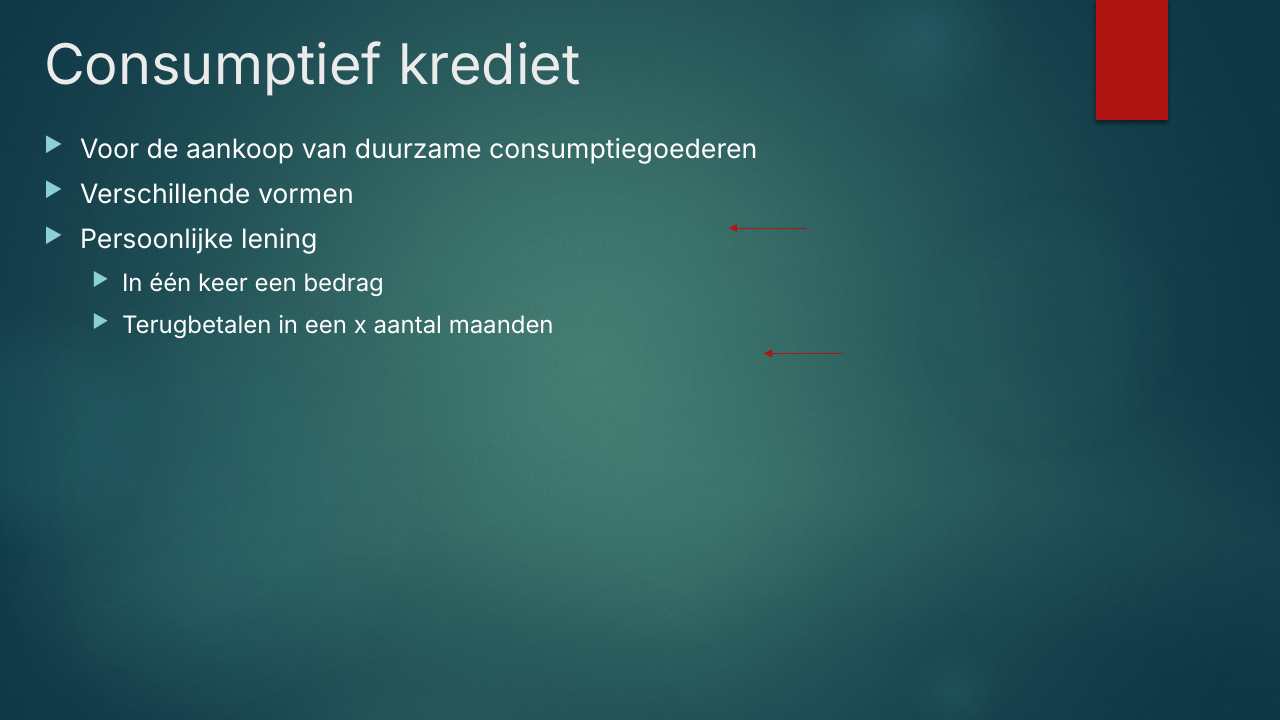 Consumptief krediet
Voor de aankoop van duurzame consumptiegoederen
Verschillende vormen
Persoonlijke lening
In één keer een bedrag
Terugbetalen in een x aantal maanden